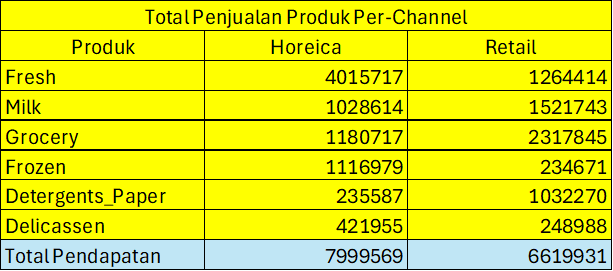 Total Penjualan Produk Per-Channel
Produk Horeica Retail
Fresh 4015717 1264414
Milk 1028614 1521743
Grocery 1180717 2317845
Frozen 1116979 234671
Detergents_Paper 235587 1032270
Delicassen 421955 248988
Total Pendapatan 7999569 6619931